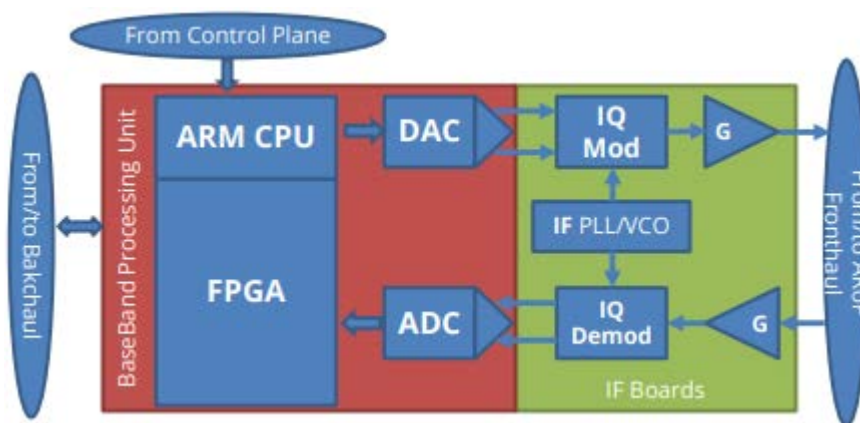 From Control Plane
From/to Bakchaul
BaseBand Processing Unit
ARM CPU
FPGA
DAC
ADC
IQ
Mod
G
IF PLL/VCO
IQ
Demod
G
IF Boards
Fronthaul